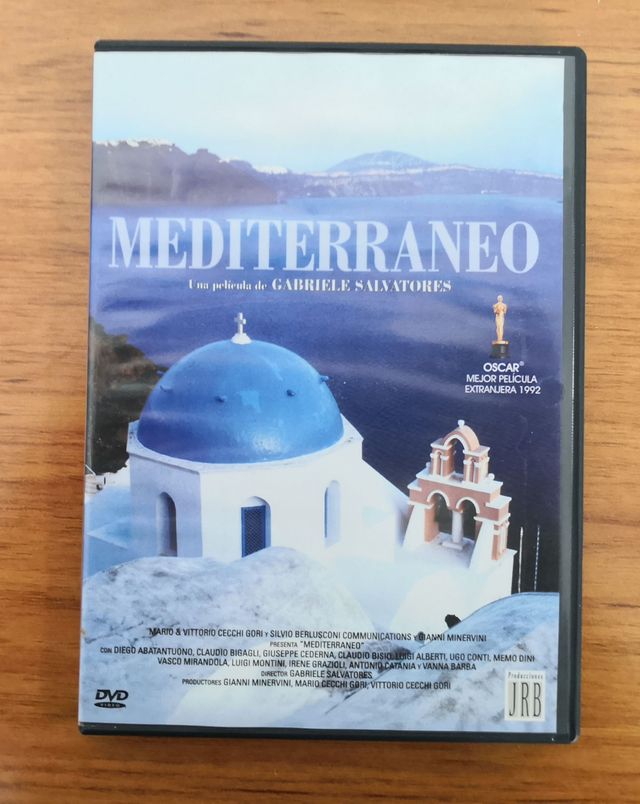 MEDITERRANEO
Una película de GABRIELE SALVATORES
OSCAR®
MEJOR PELÍCULA
EXTRANJERA 1992
MARIO & VITTORIO CECCHI GORI Y SILVIO BERLUSCONI COMMUNICATIONS Y GIANNI MINERVINI
PRESENTA "MEDITERRANEO"
CON DIEGO ABATANTUONO, CLAUDIO BIGAGLI, GIUSEPPE CEDERNA, CLAUDIO BISIO, LUIGI ALBERTI, UGO CONTI, MEMO DINI
VASCO MIRANDOLA, LUIGI MONTINI, IRENE GRAZIOLI, ANTONIO CATANIA Y VANNA BARBA
DIRECTOR GABRIELE SALVATORES
PRODUCTORES GIANNI MINERVINI, MARIO CECCHI GORI, VITTORIO CECCHI GORI
DVD
VIDEO
Producciones
JRB